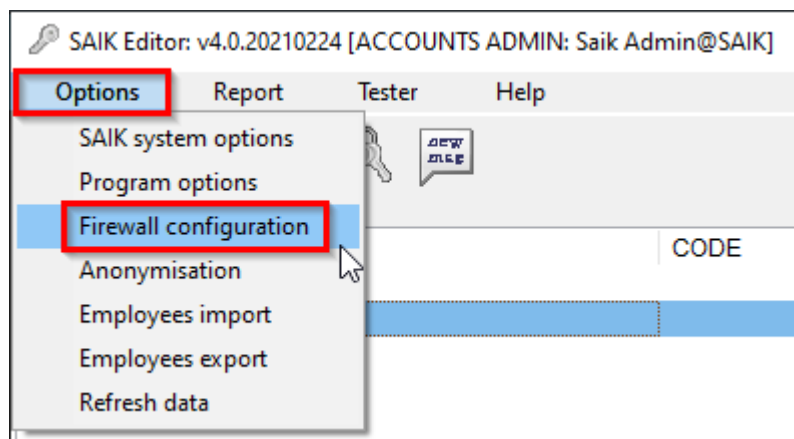 SAIK Editor: v4.0.20210224 [ACCOUNTS ADMIN: Saik Admin@SAIK]
Options Report Tester Help
SAIK system options
new
msg
Program options
Firewall configuration
CODE
Anonymisation
Employees import
Employees export
Refresh data